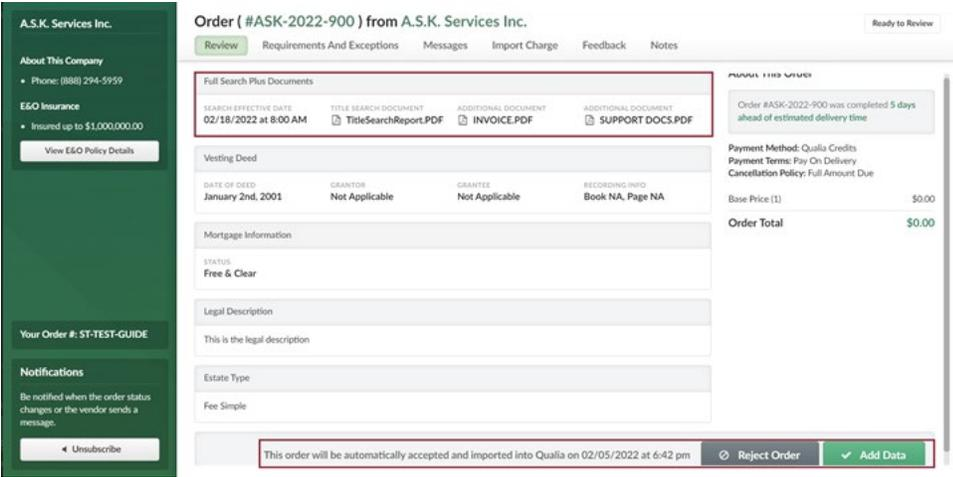 A.S.K. Services Inc.
About This Company
• Phone: (888) 294-5959
E&O Insurance
• Insured up to $1,000,000.00
View E&O Policy Details
Your Order #: ST-TEST-GUIDE
Notifications
Be notified when the order status
changes or the vendor sends a
message.
Unsubscribe
Order ( #ASK-2022-900 ) from A.S.K. Services Inc.
Ready to Review
Review Requirements And Exceptions Messages Import Charge Feedback Notes
Full Search Plus Documents
SEARCH EFFECTIVE DATE TITLE SEARCH DOCUMENT ADDITIONAL DOCUMENT ADDITIONAL DOCUMENT
02/18/2022 at 8:00 AM TitleSearchReport.PDF INVOICE.PDF SUPPORT DOCS.PDF
Vesting Deed
DATE OF DEED GRANTOR GRANTEE RECORDING INFO
January 2nd, 2001 Not Applicable Not Applicable Book NA, Page NA
Mortgage Information
STATUS
Free & Clear
Legal Description
This is the legal description
Estate Type
Fee Simple
About This Order
Order #ASK-2022-900 was completed 5 days
ahead of estimated delivery time
Payment Method: Qualia Credits
Payment Terms: Pay On Delivery
Cancellation Policy: Full Amount Due
Base Price (1) $0.00
Order Total $0.00
This order will be automatically accepted and imported into Qualia on 02/05/2022 at 6:42 pm Reject Order Add Data